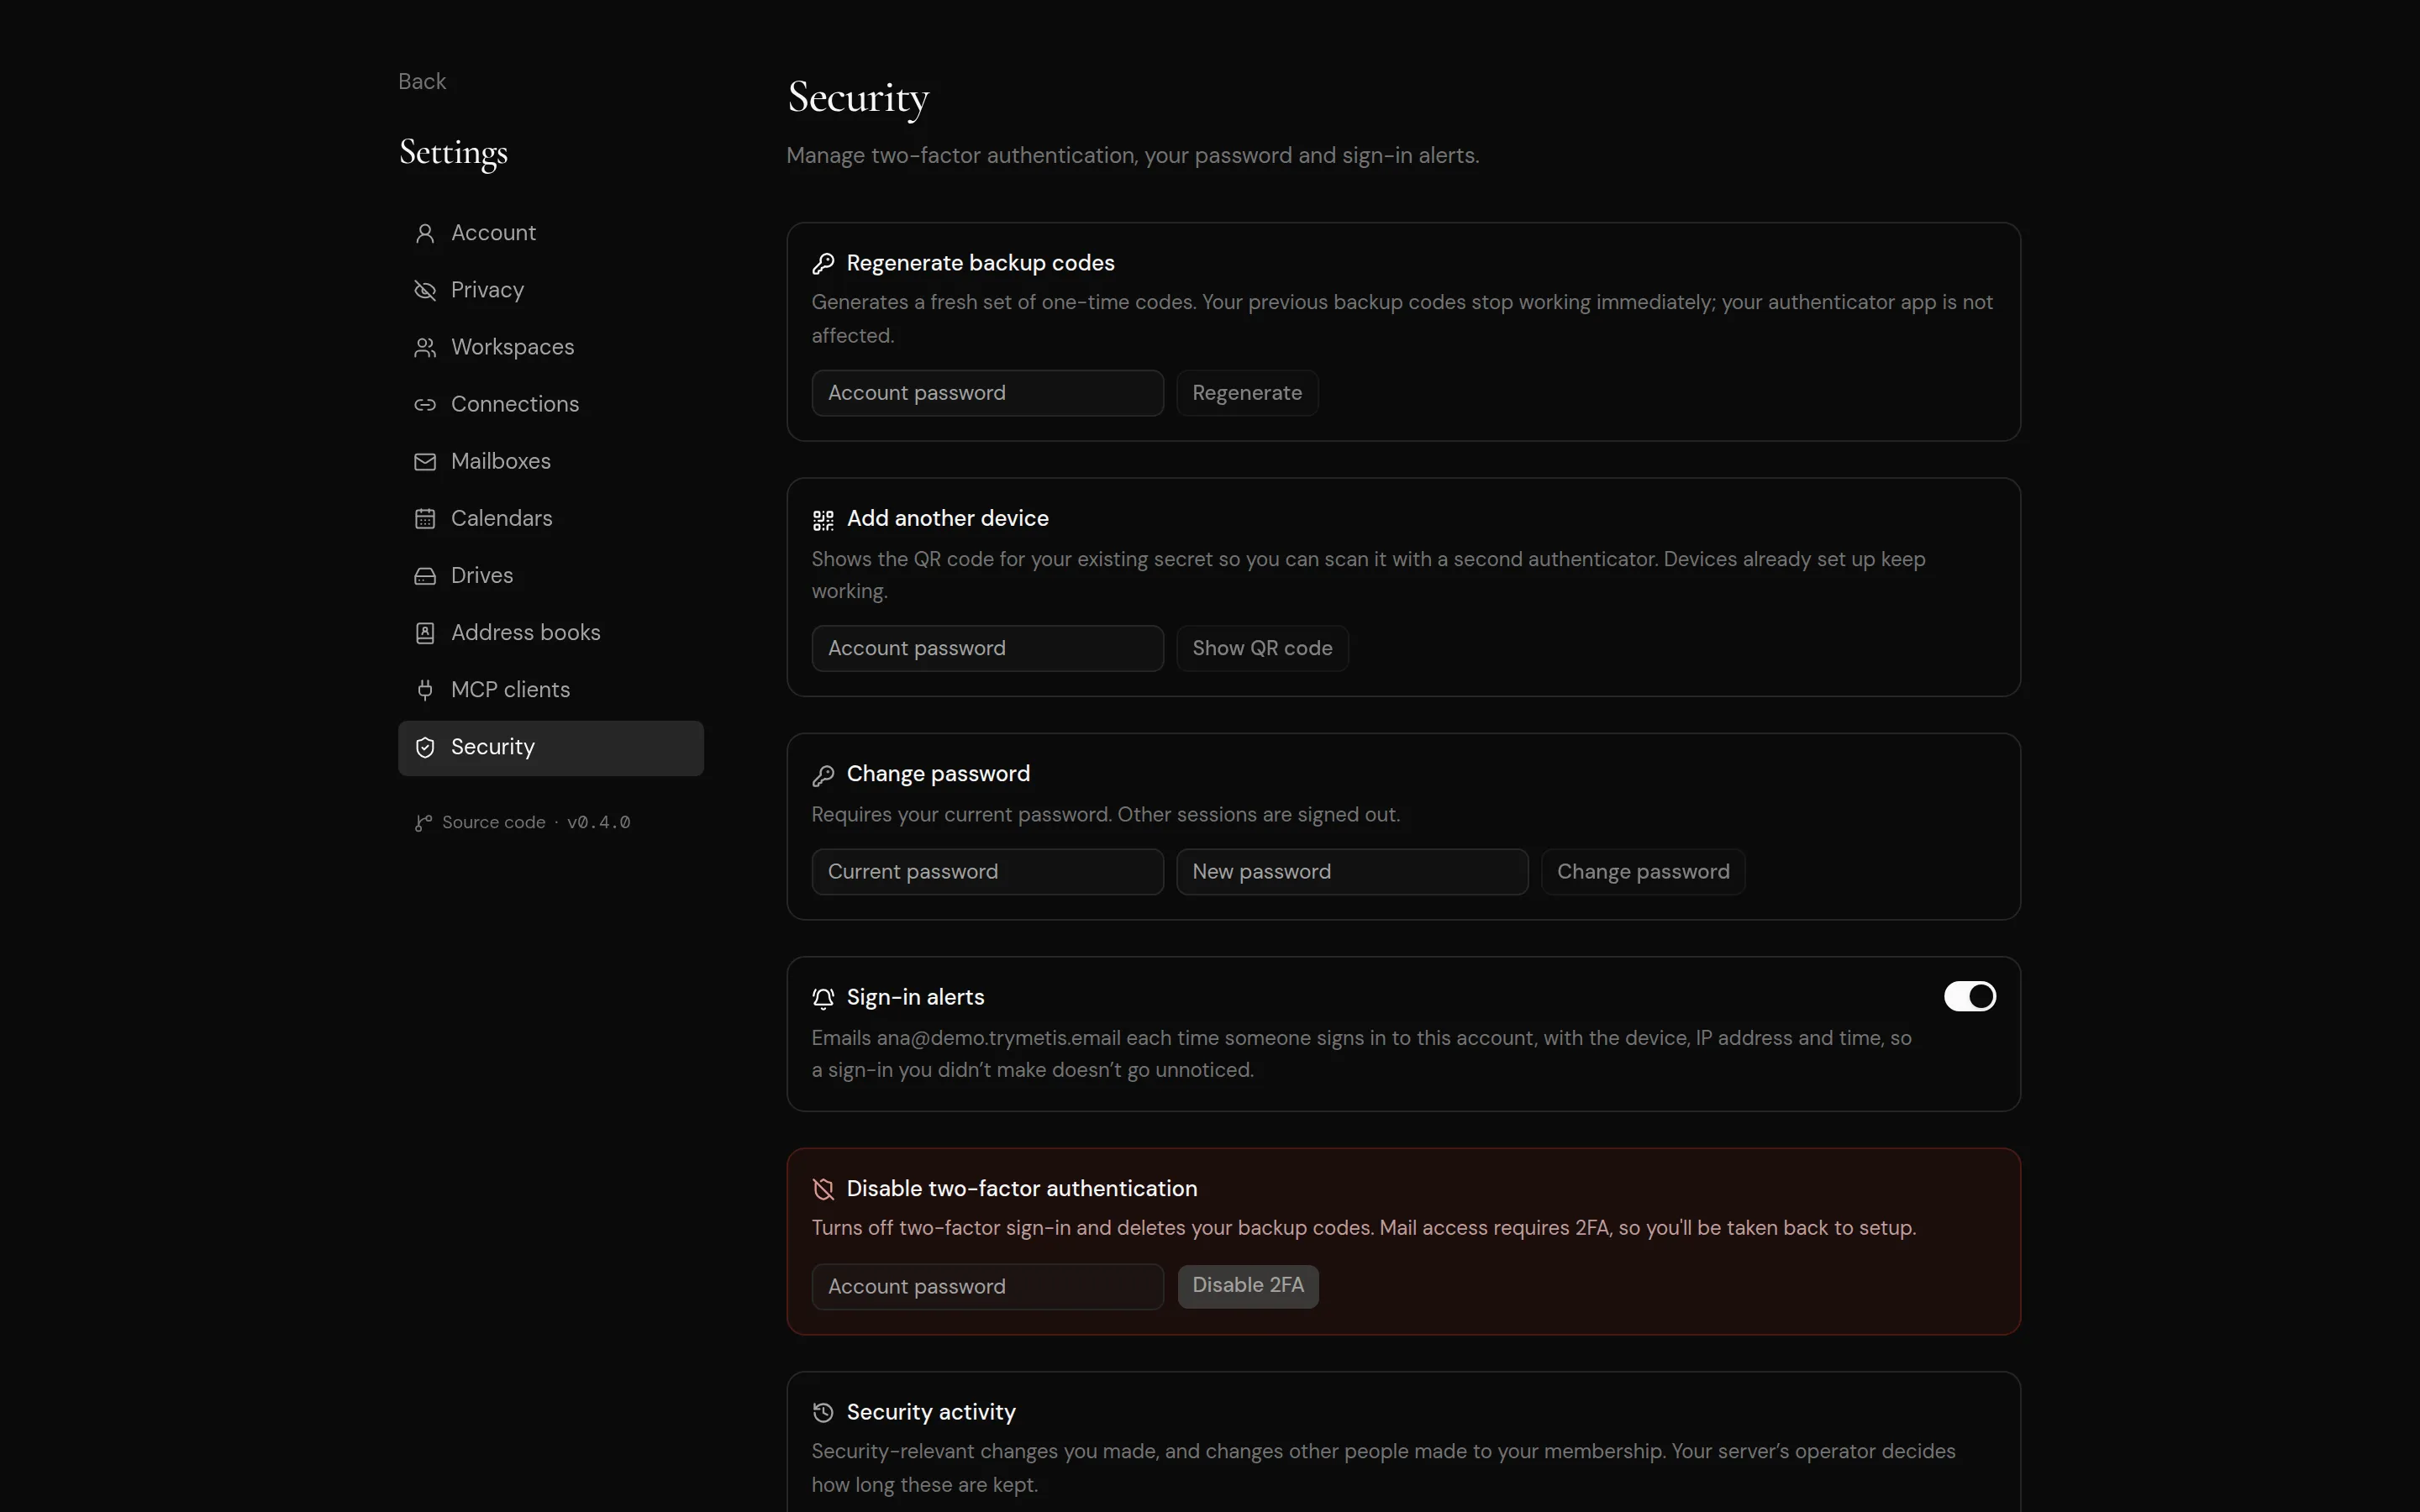 Back
Settings
Account
Privacy
Workspaces
Connections
Mailboxes
Calendars
Drives
Address books
MCP clients
Security
Source code · v0.4.0
Security
Manage two-factor authentication, your password and sign-in alerts.
Regenerate backup codes
Generates a fresh set of one-time codes. Your previous backup codes stop working immediately; your authenticator app is not
affected.
Account password
Regenerate
Add another device
Shows the QR code for your existing secret so you can scan it with a second authenticator. Devices already set up keep
working.
Account password
Show QR code
Change password
Requires your current password. Other sessions are signed out.
Current password
New password
Change password
Sign-in alerts
Emails ana@demo.trymetis.email each time someone signs in to this account, with the device, IP address and time, so
a sign-in you didn’t make doesn’t go unnoticed.
Disable two-factor authentication
Turns off two-factor sign-in and deletes your backup codes. Mail access requires 2FA, so you'll be taken back to setup.
Account password
Disable 2FA
Security activity
Security-relevant changes you made, and changes other people made to your membership. Your server’s operator decides
how long these are kept.